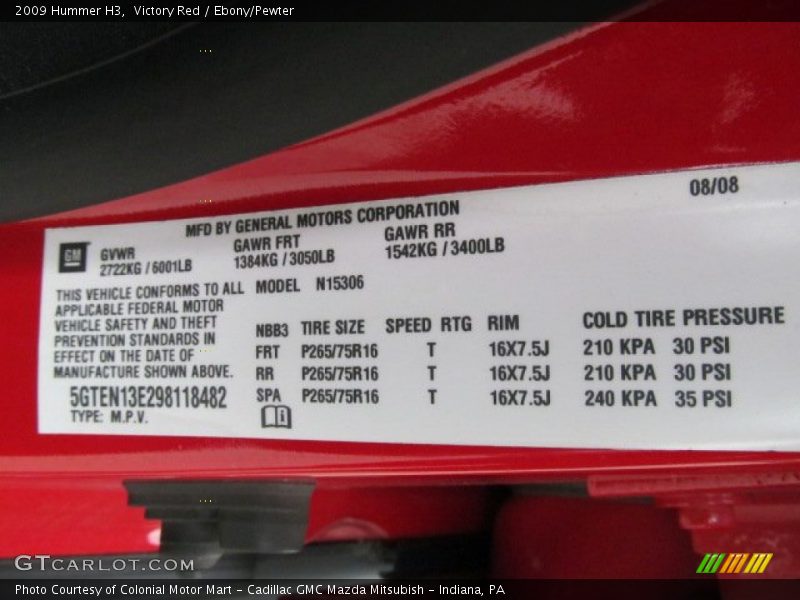 2009 Hummer H3, Victory Red / Ebony/Pewter
08/08
MFD BY GENERAL MOTORS CORPORATION
GM GVWR GAWR FRT GAWR RR
2722KG / 6001LB 1384KG / 3050LB 1542KG / 3400LB
THIS VEHICLE CONFORMS TO ALL
APPLICABLE FEDERAL MOTOR
VEHICLE SAFETY AND THEFT
PREVENTION STANDARDS IN
EFFECT ON THE DATE OF
MANUFACTURE SHOWN ABOVE.
5GTEN13E298118482
TYPE: M.P.V.
MODEL N15306
NBB3 TIRE SIZE SPEED RTG RIM COLD TIRE PRESSURE
FRT P265/75R16 T 16X7.5J 210 KPA 30 PSI
RR P265/75R16 T 16X7.5J 210 KPA 30 PSI
SPA P265/75R16 T 16X7.5J 240 KPA 35 PSI
GTCARLOT.COM
Photo Courtesy of Colonial Motor Mart - Cadillac GMC Mazda Mitsubish - Indiana, PA